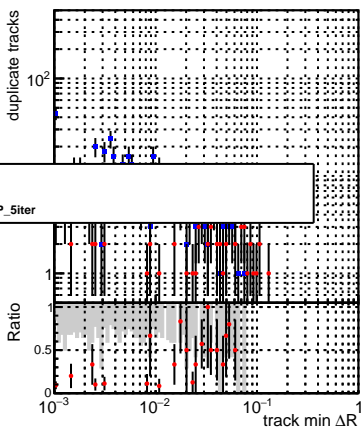 duplicate tracks
10²
P_5iter
1
Ratio
1
0.5
0
10⁻³ 10⁻² 10⁻¹ 1
track min ΔR